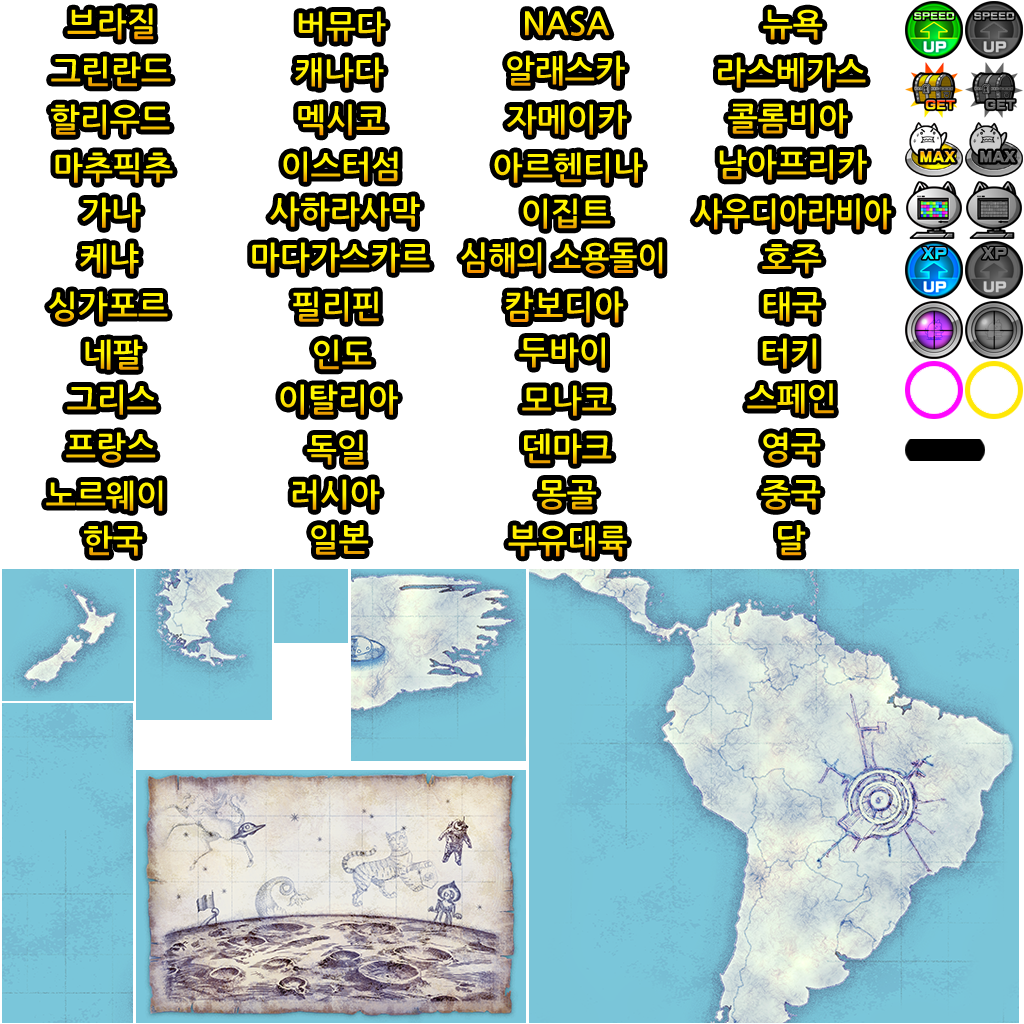 브라질 버뮤다 NASA 뉴욕
그린란드 캐나다 알래스카 라스베가스
할리우드 멕시코 자메이카 콜롬비아
마추픽추 이스터섬 아르헨티나 남아프리카
가나 사하라사막 이집트 사우디아라비아
케냐 마다가스카르 심해의 소용돌이 호주
싱가포르 필리핀 캄보디아 태국
네팔 인도 두바이 터키
그리스 이탈리아 모나코 스페인
프랑스 독일 덴마크 영국
노르웨이 러시아 몽골 중국
한국 일본 부유대륙 달
SPEED UP SPEED UP
GET GET
MAX MAX
XP UP XP UP